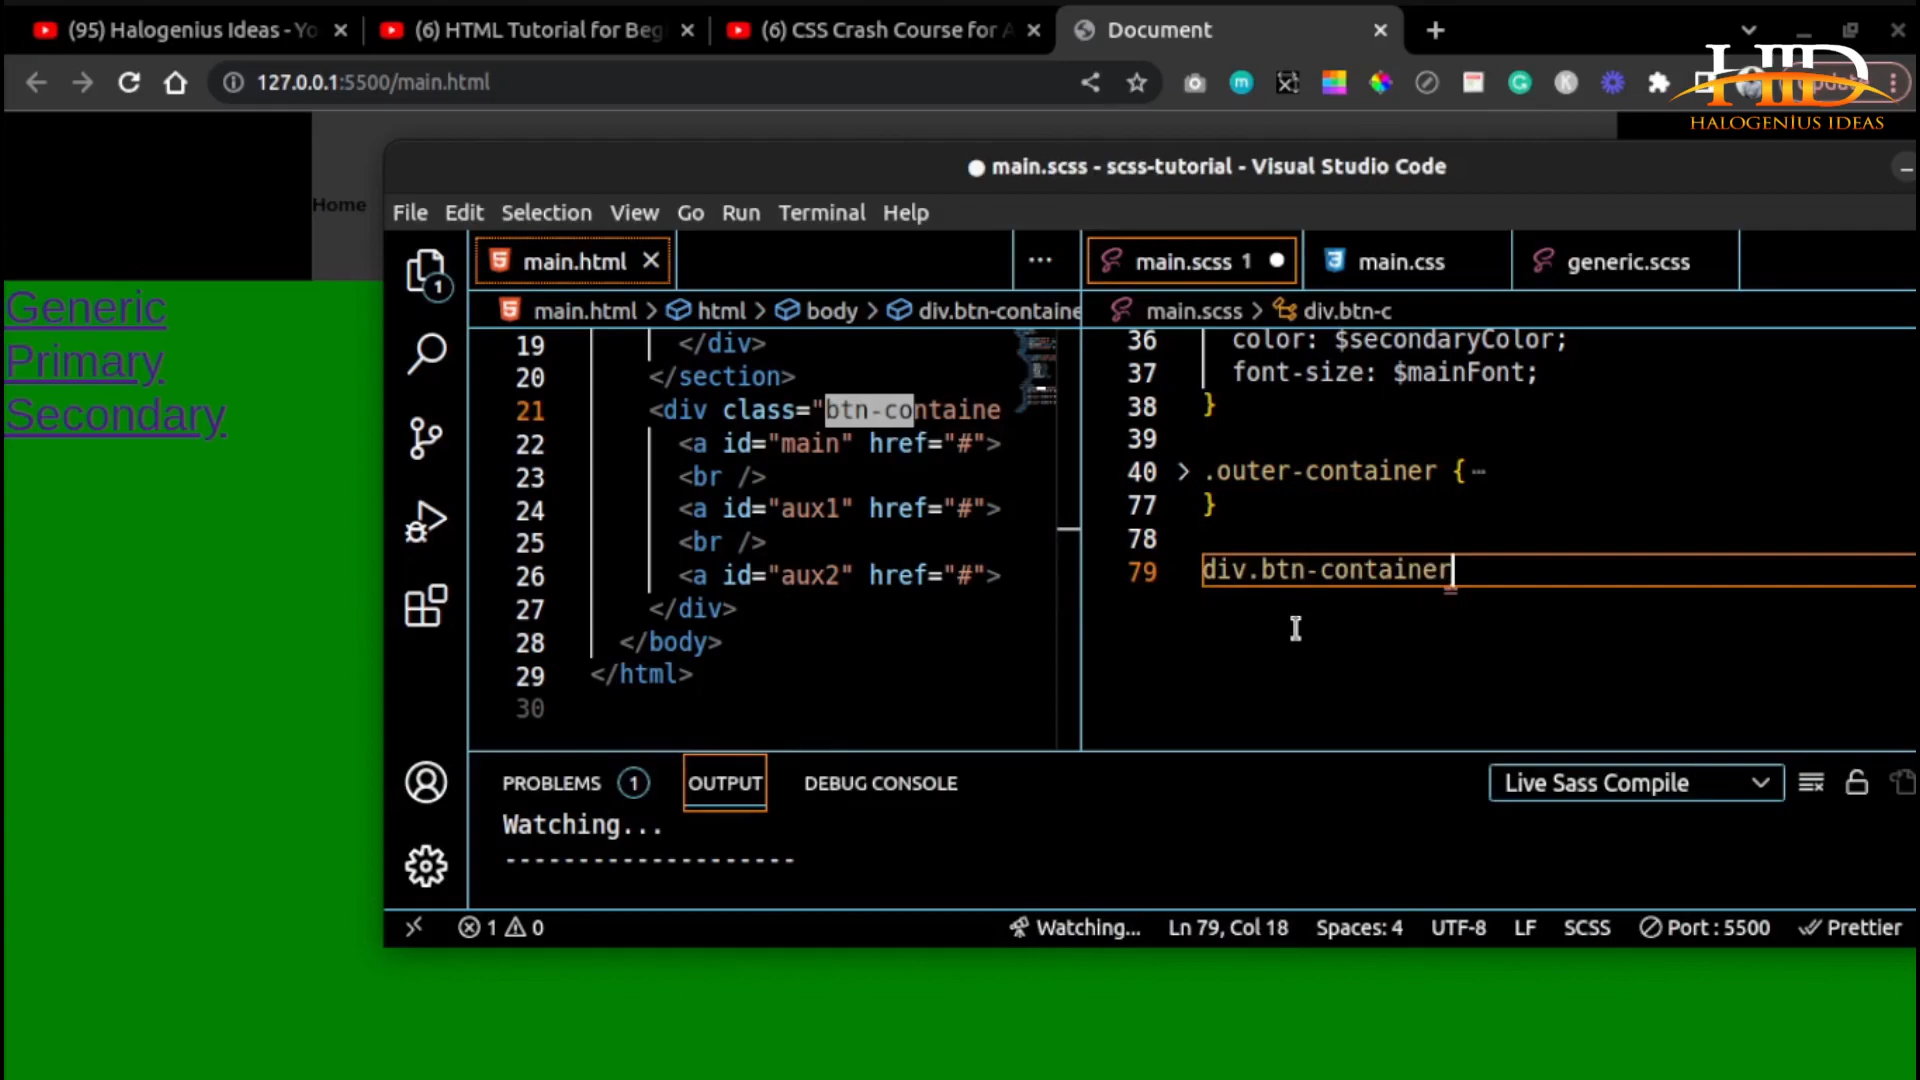 (95) Halogenius Ideas - Yo
(6) HTML Tutorial for Beg
(6) CSS Crash Course for A
Document
127.0.0.1:5500/main.html
HID
HALOGENIUS IDEAS
Home
Generic
Primary
Secondary
main.scss - scss-tutorial - Visual Studio Code
File Edit Selection View Go Run Terminal Help
main.html
main.scss 1
main.css
generic.scss
main.html > html > body > div.btn-containe
main.scss > div.btn-c
19 </div>
20 </section>
21 <div class="btn-containe
22 <a id="main" href="#">
23 <br />
24 <a id="aux1" href="#">
25 <br />
26 <a id="aux2" href="#">
27 </div>
28 </body>
29 </html>
30
36 color: $secondaryColor;
37 font-size: $mainFont;
38 }
39
40 .outer-container {
77 }
78
79 div.btn-container
1
PROBLEMS 1 OUTPUT DEBUG CONSOLE
Live Sass Compile
Watching...
--------------------
1 0
Watching...
Ln 79, Col 18
Spaces: 4
UTF-8
LF
SCSS
Port : 5500
Prettier